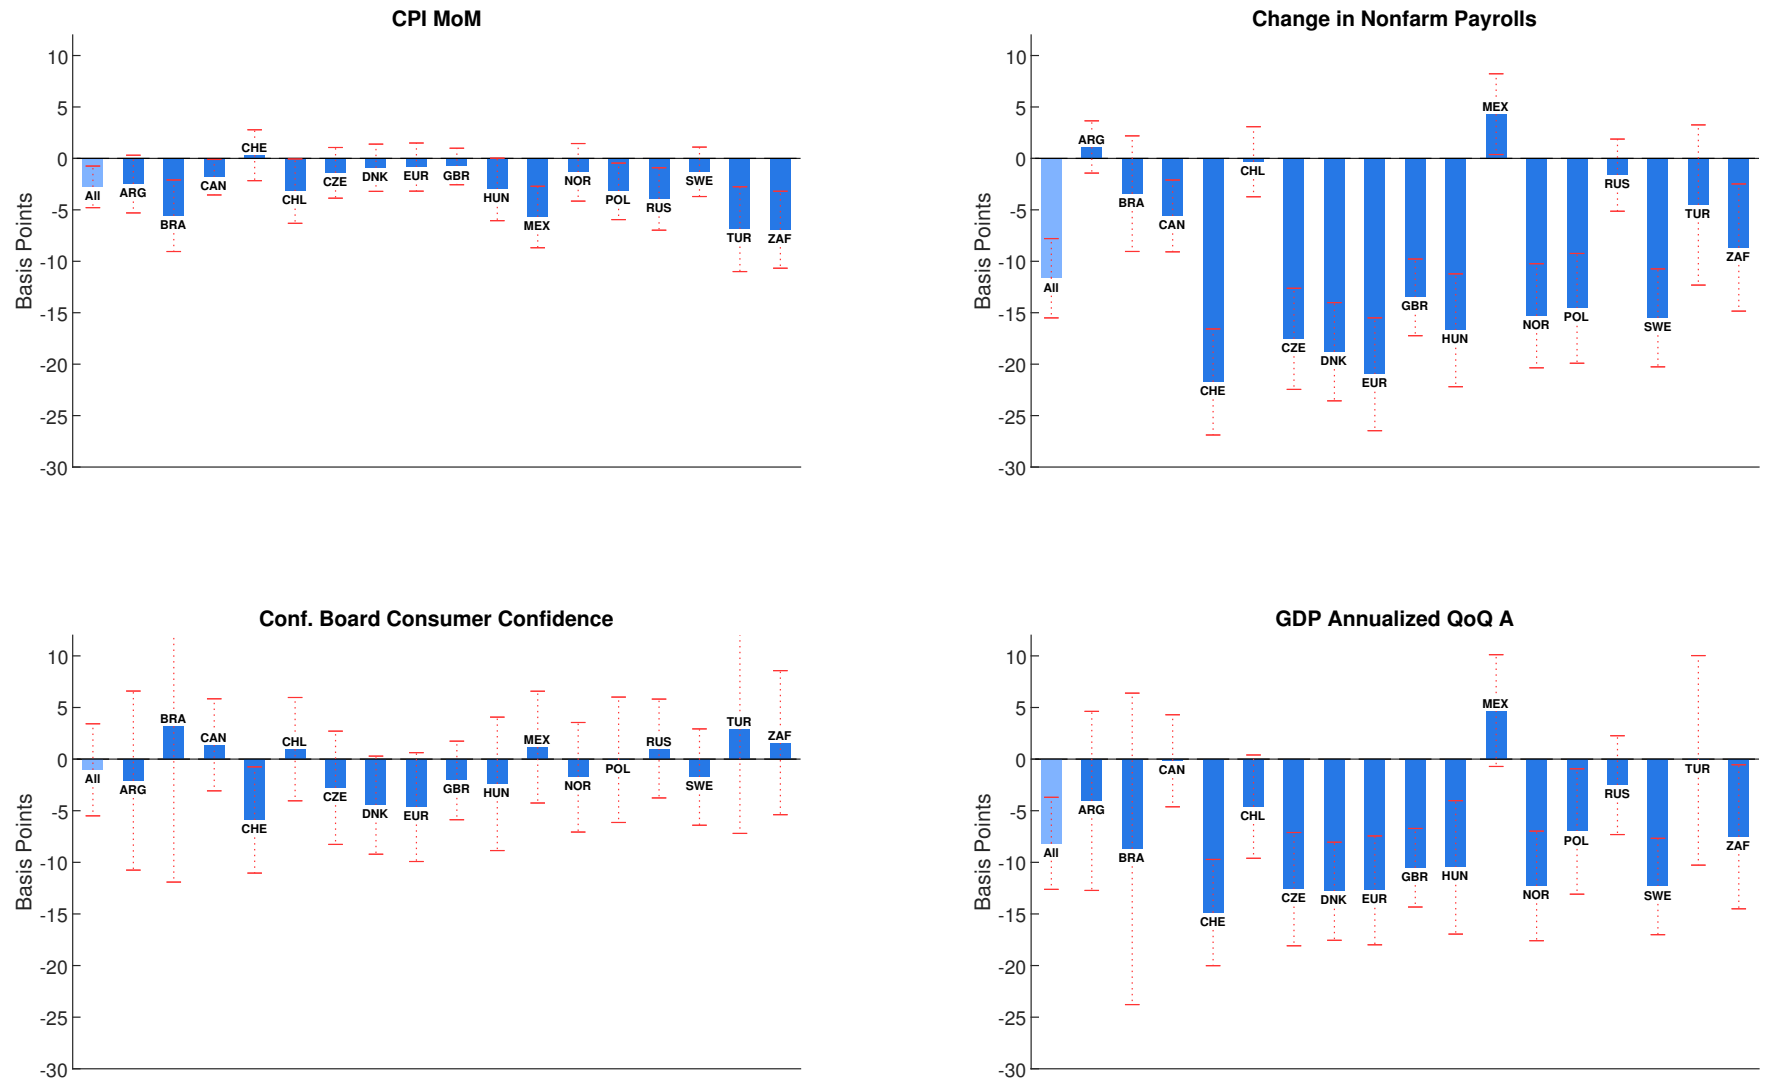 CPI MoM
Basis Points
10
5
0
-5
-10
-15
-20
-25
-30
All
ARG
BRA
CAN
CHE
CHL
CZE
DNK
EUR
GBR
HUN
MEX
NOR
POL
RUS
SWE
TUR
ZAF
Change in Nonfarm Payrolls
Basis Points
10
5
0
-5
-10
-15
-20
-25
-30
All
ARG
BRA
CAN
CHE
CHL
CZE
DNK
EUR
GBR
HUN
MEX
NOR
POL
RUS
SWE
TUR
ZAF
Conf. Board Consumer Confidence
Basis Points
10
5
0
-5
-10
-15
-20
-25
-30
All
ARG
BRA
CAN
CHE
CHL
CZE
DNK
EUR
GBR
HUN
MEX
NOR
POL
RUS
SWE
TUR
ZAF
GDP Annualized QoQ A
Basis Points
10
5
0
-5
-10
-15
-20
-25
-30
All
ARG
BRA
CAN
CHE
CHL
CZE
DNK
EUR
GBR
HUN
MEX
NOR
POL
RUS
SWE
TUR
ZAF